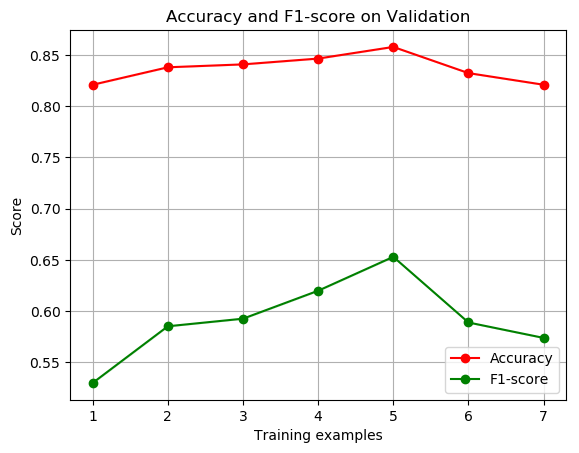 Accuracy and F1-score on Validation
Score
0.85
0.80
0.75
0.70
0.65
0.60
0.55
Accuracy
F1-score
1 2 3 4 5 6 7
Training examples